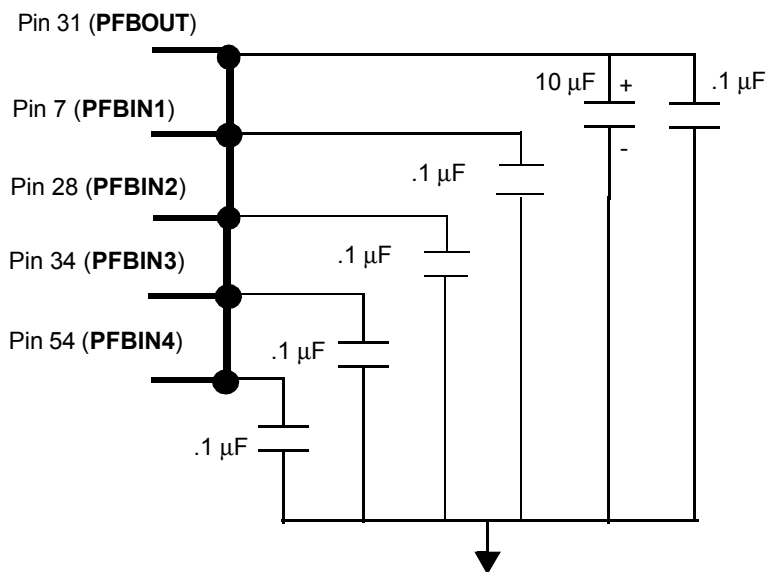 Pin 31 (PFBOUT)
10 μF
+
-
.1 μF
Pin 7 (PFBIN1)
.1 μF
Pin 28 (PFBIN2)
.1 μF
Pin 34 (PFBIN3)
.1 μF
Pin 54 (PFBIN4)
.1 μF